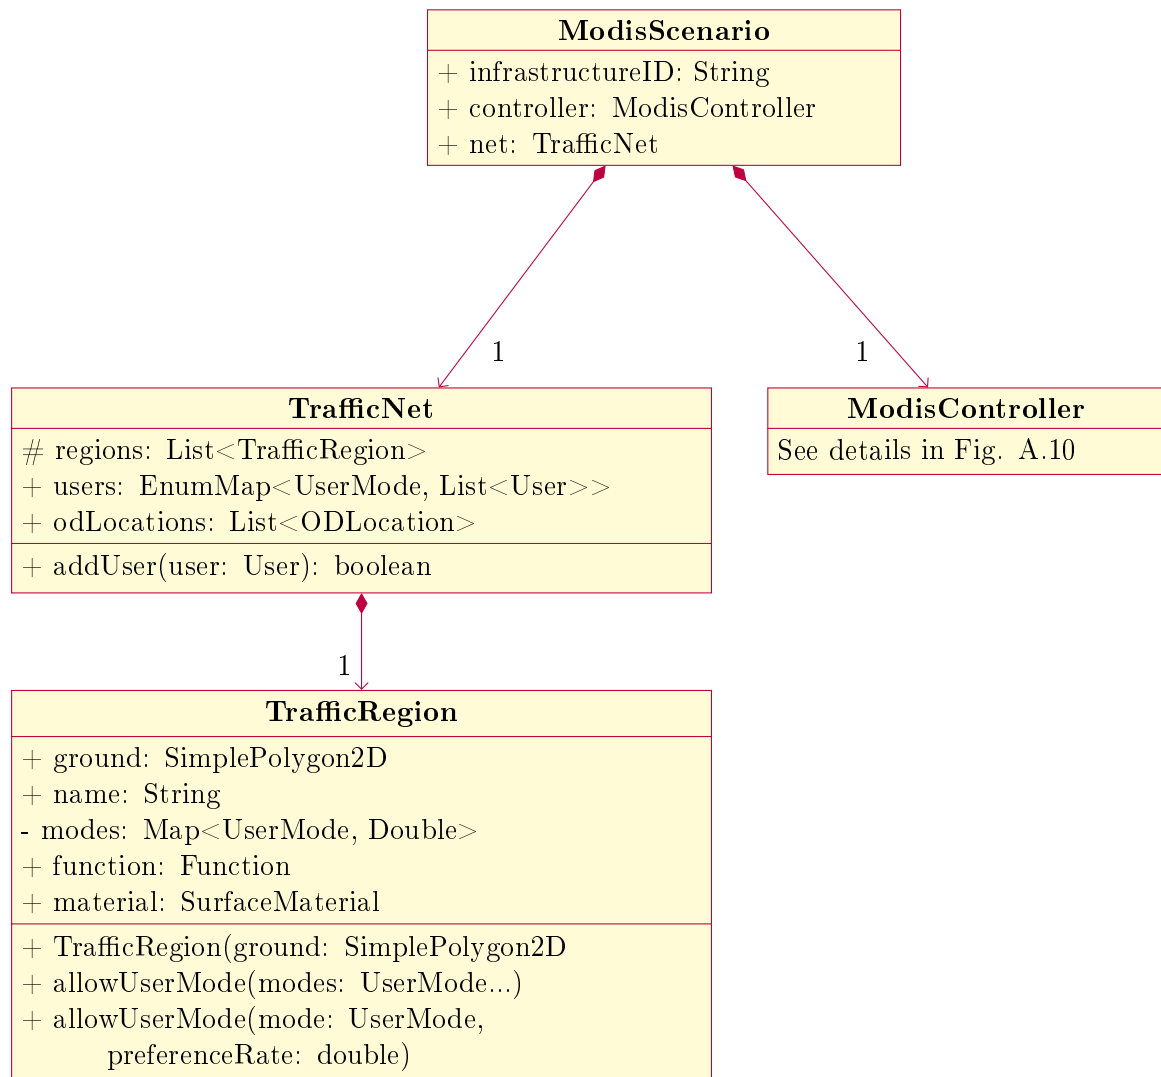 ModisScenario
+ infrastructureID: String
+ controller: ModisController
+ net: TrafficNet
1
1
TrafficNet
# regions: List<TrafficRegion>
+ users: EnumMap<UserMode, List<User>>
+ odLocations: List<ODLocation>
+ addUser(user: User): boolean
ModisController
See details in Fig. A.10
1
TrafficRegion
+ ground: SimplePolygon2D
+ name: String
- modes: Map<UserMode, Double>
+ function: Function
+ material: SurfaceMaterial
+ TrafficRegion(ground: SimplePolygon2D
+ allowUserMode(modes: UserMode...)
+ allowUserMode(mode: UserMode,
preferenceRate: double)